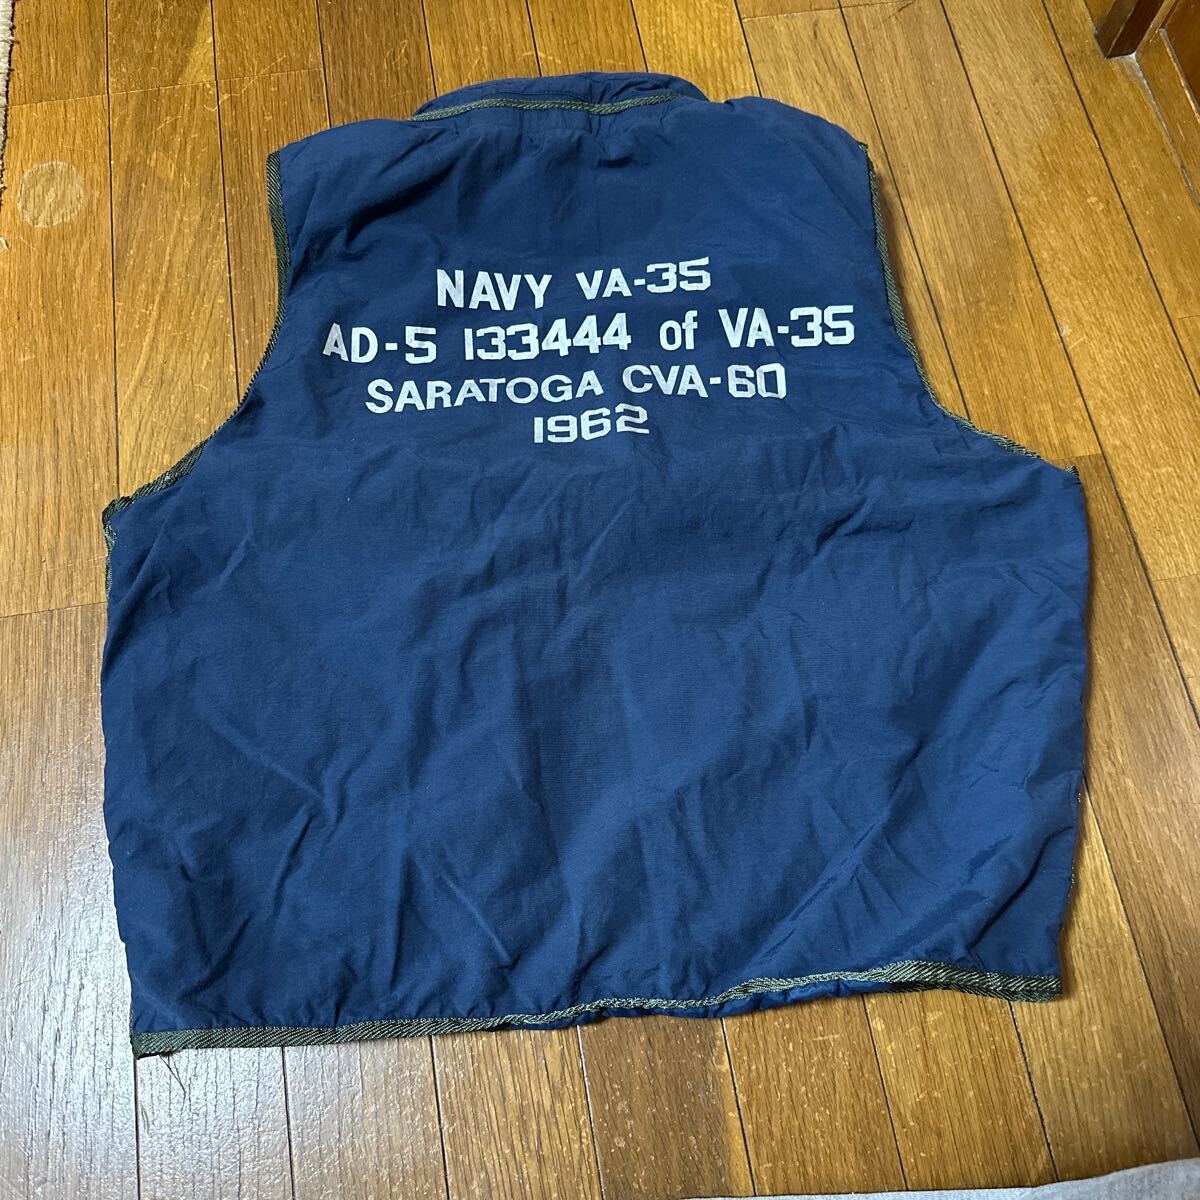 NAVY VA-35
AD-5 133444 of VA-35
SARATOGA CVA-60
1962